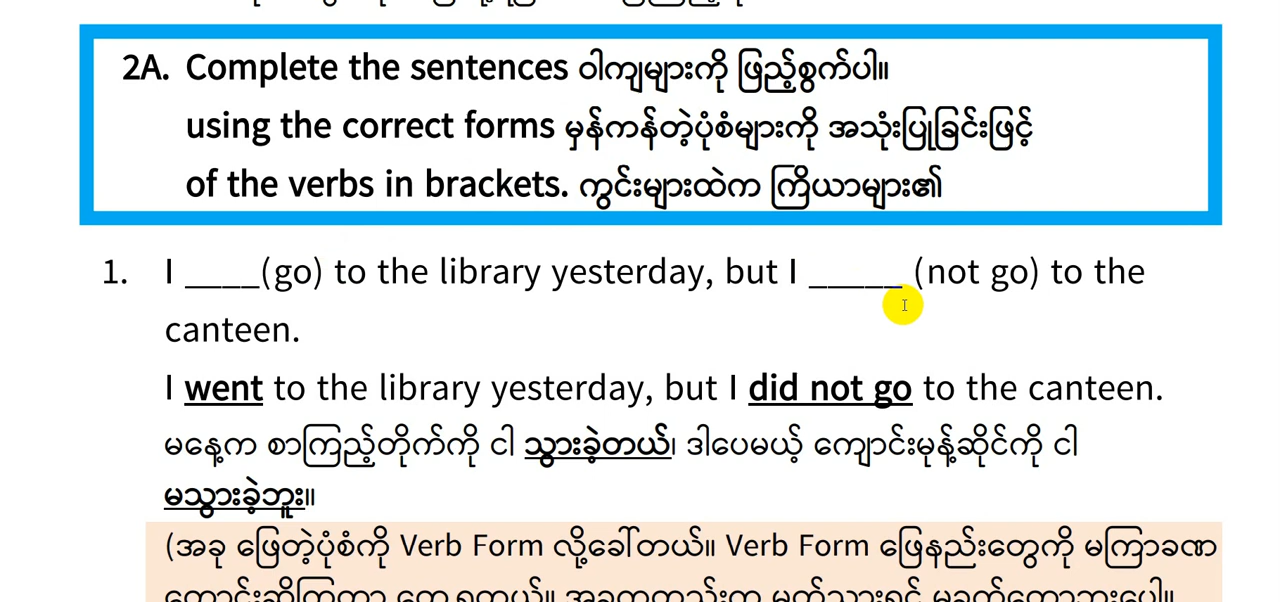 2A. Complete the sentences ဝါကျများကို ဖြည့်စွက်ပါ။
using the correct forms မှန်ကန်တဲ့ပုံစံများကို အသုံးပြုခြင်းဖြင့်
of the verbs in brackets. ကွင်းများထဲက ကြိယာများ၏
1. I ____(go) to the library yesterday, but I _____ (not go) to the
canteen.
I went to the library yesterday, but I did not go to the canteen.
မနေ့က စာကြည့်တိုက်ကို ငါ သွားခဲ့တယ်၊ ဒါပေမယ့် ကျောင်းမုန့်ဆိုင်ကို ငါ
မသွားခဲ့ဘူး။
(အခု ဖြေတဲ့ပုံစံကို Verb Form လို့ခေါ်တယ်။ Verb Form ဖြေနည်းတွေကို မကြာခဏ